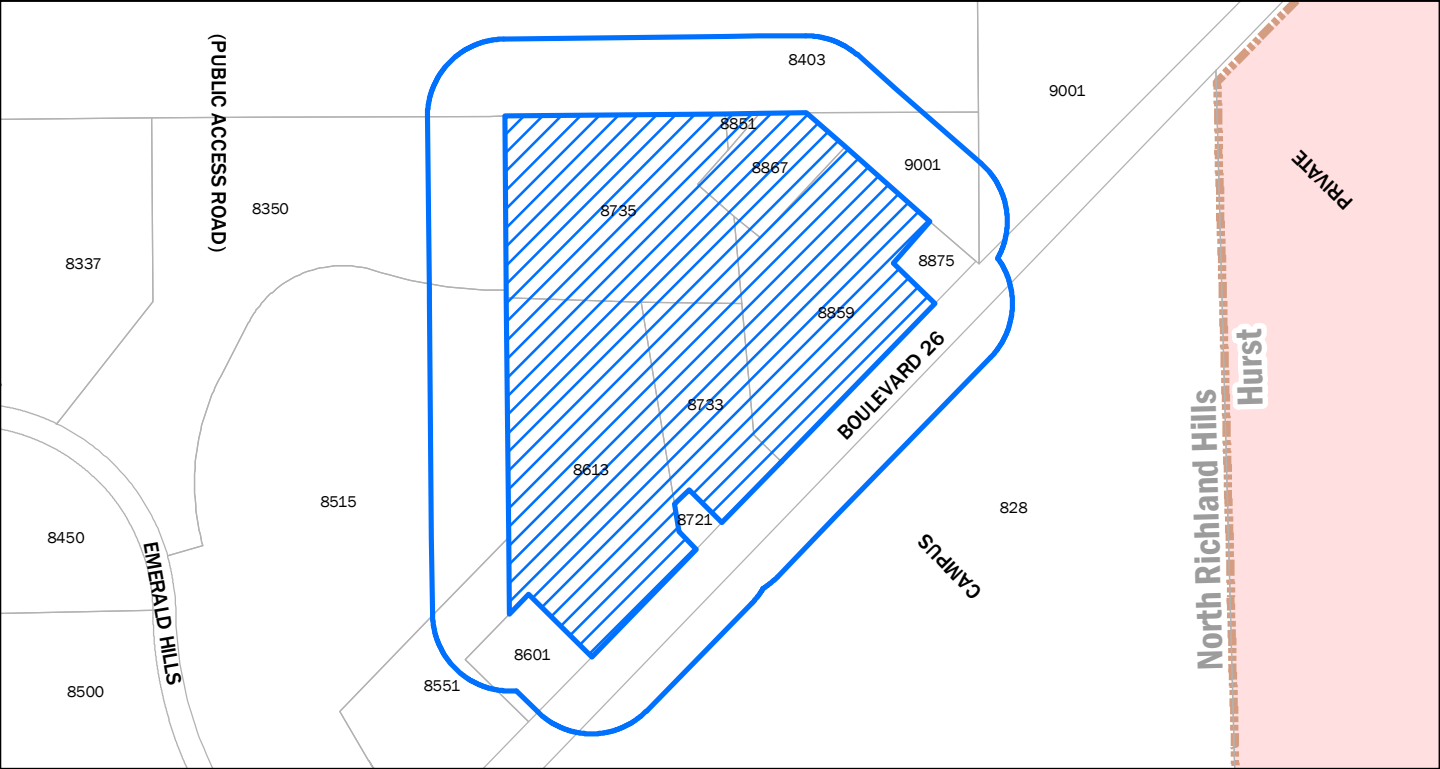 (PUBLIC ACCESS ROAD)
8403
9001
8851
8867
9001
PRIVATE
8350
8735
8337
8875
8859
BOULEVARD 26
Hurst
North Richland Hills
8733
8613
8515
8721
828
8450
CAMPUS
EMERALD HILLS
8601
8551
8500